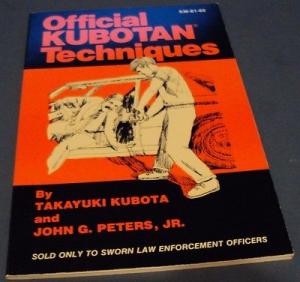 Official
KUBOTAN
Techniques
By
TAKAYUKI KUBOTA
and
JOHN G. PETERS, JR.
SOLD ONLY TO SWORN LAW ENFORCEMENT OFFICERS